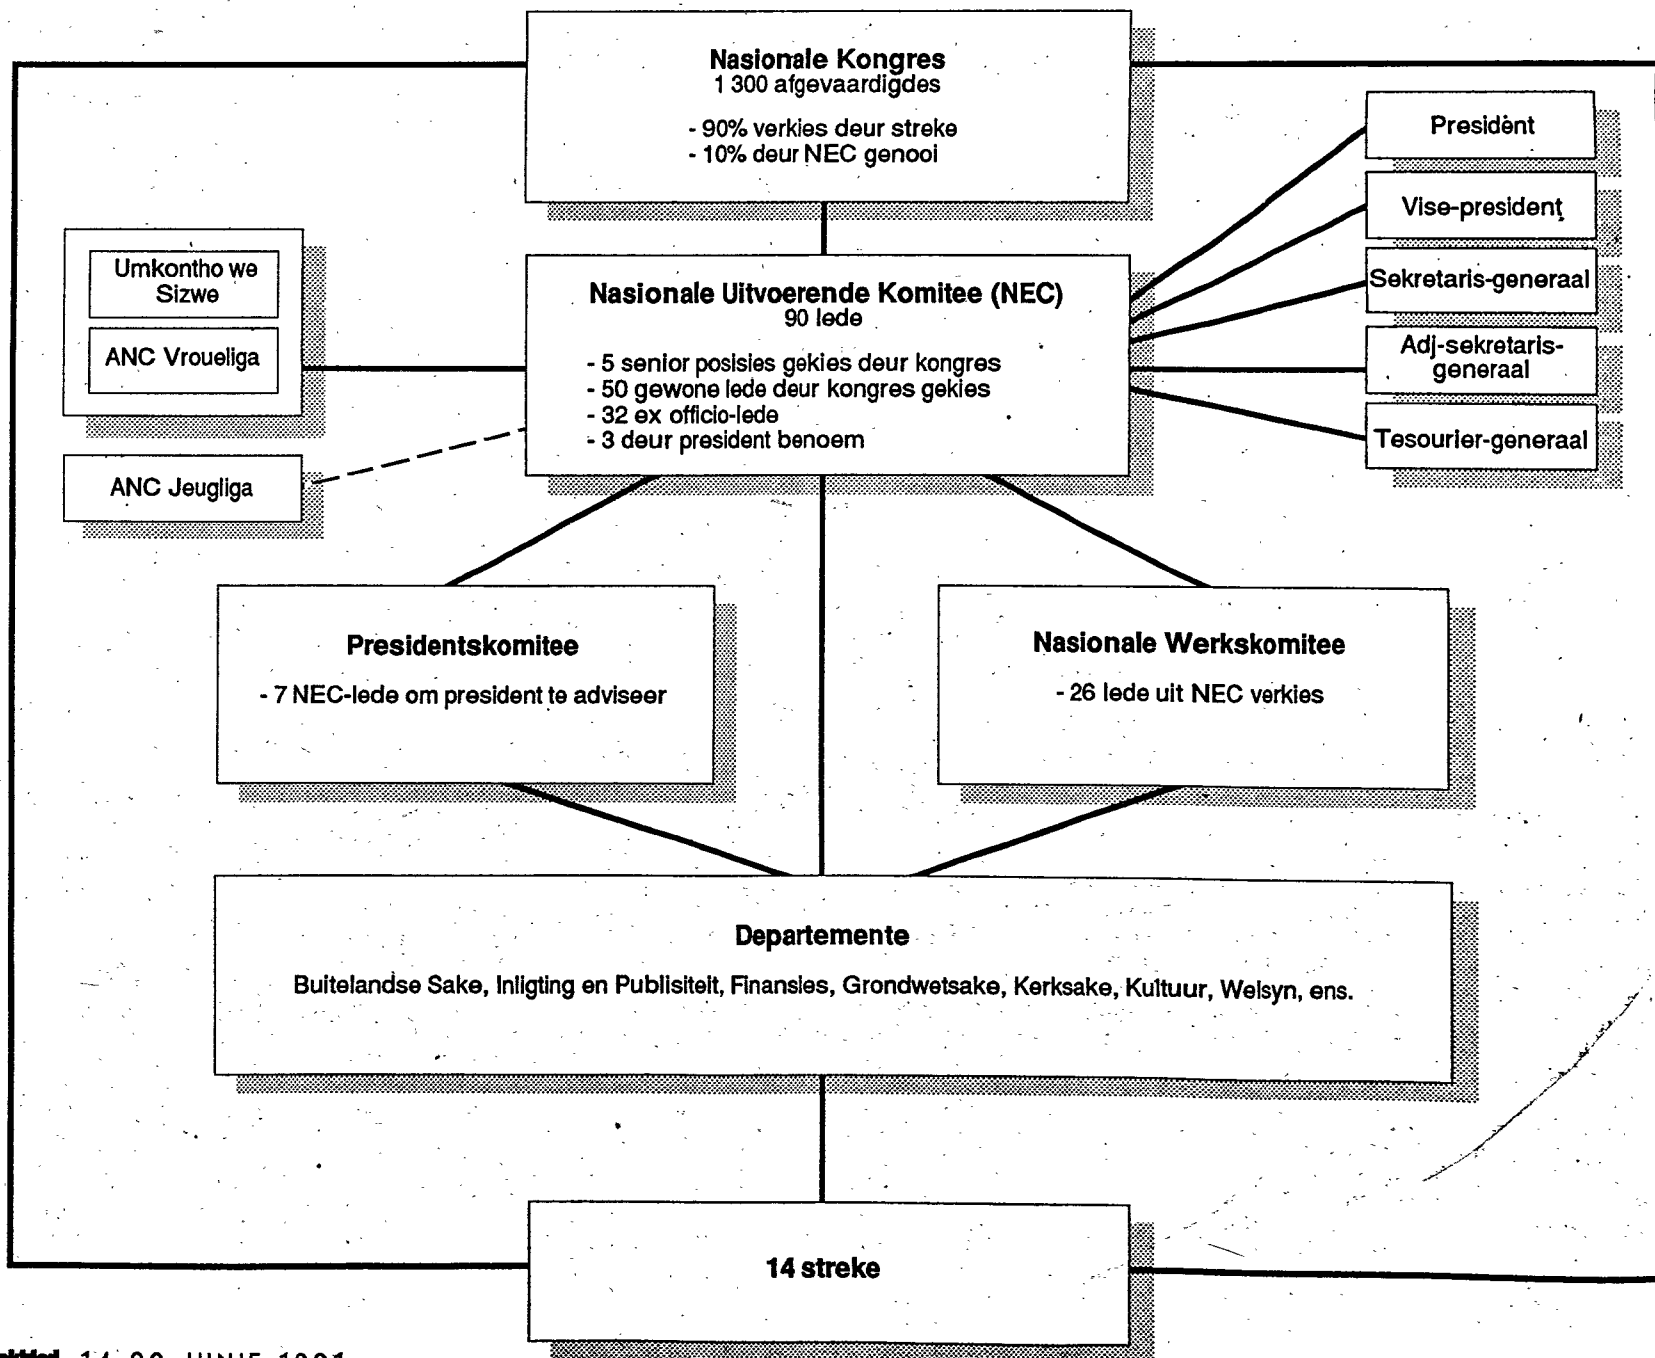 Nasionale Kongres
1 300 afgevaardigdes
- 90% verkies deur streke
- 10% deur NEC genooi
President
Vise-president
Sekretaris-generaal
Adj-sekretaris-
generaal
Tesourier-generaal
Umkontho we
Sizwe
ANC Vroueliga
ANC Jeugliga
Nasionale Uitvoerende Komitee (NEC)
90 lede
- 5 senior posisies gekies deur kongres
- 50 gewone lede deur kongres gekies
- 32 ex officio-lede
- 3 deur president benoem
Presidentskomitee
- 7 NEC-lede om president te adviseer
Nasionale Werkskomitee
- 26 lede uit NEC verkies
Departemente
Buitelandse Sake, Inligting en Publisiteit, Finansies, Grondwetsake, Kerksake, Kultuur, Welsyn, ens.
14 streke